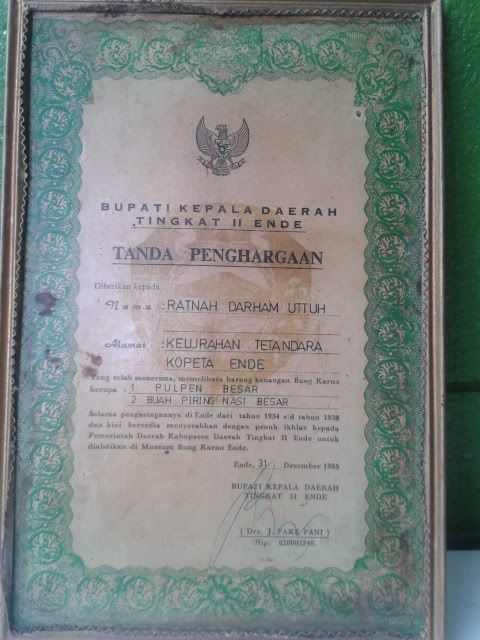 BUPATI KEPALA DAERAH
TINGKAT II ENDE
TANDA PENGHARGAAN
Diberikan kepada
Nama : RATNAH DARHAM UTTUH
Alamat : KELURAHAN TETANDARA
KOPETA ENDE
Yang telah menerima, memelihara barang kenangan Bung Karno
berupa : 1 PULPEN BESAR
2 BUAH PIRING NASI BESAR
Selama pengasingannya di Ende dari tahun 1934 s/d tahun 1938
dan kini bersedia menyerahkan dengan penuh ikhlas kepada
Pemerintah Daerah Kabupaten Daerah Tingkat II Ende untuk
diabdikan di Museum Bung Karno Ende.
Ende, 31 Desember 1985
BUPATI KEPALA DAERAH
TINGKAT II ENDE
( Drs. J. PAKE PANI )
Nip. 620005240.